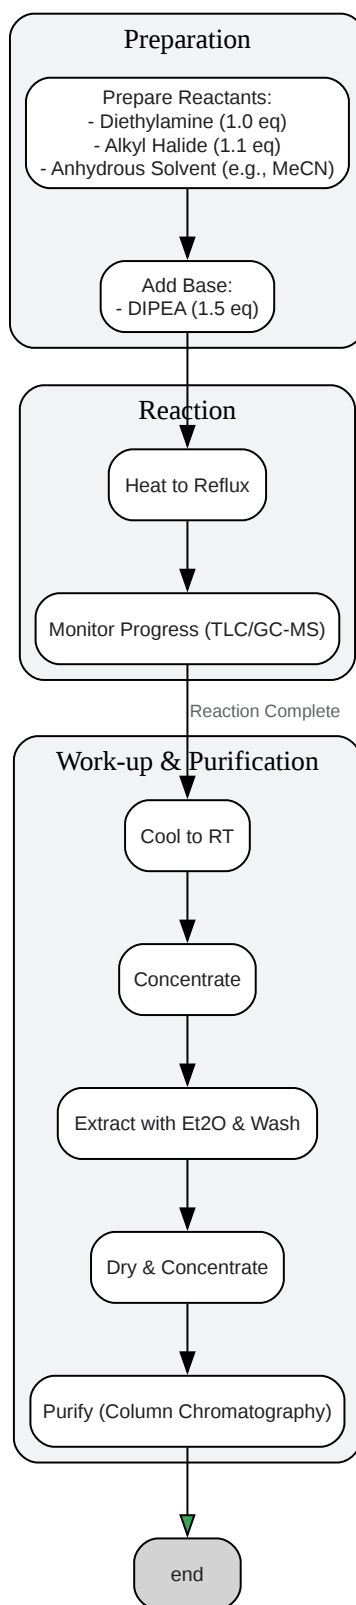 Preparation
Prepare Reactants:
- Diethylamine (1.0 eq)
- Alkyl Halide (1.1 eq)
- Anhydrous Solvent (e.g., MeCN)
Add Base:
- DIPEA (1.5 eq)
Reaction
Heat to Reflux
Monitor Progress (TLC/GC-MS)
Reaction Complete
Work-up & Purification
Cool to RT
Concentrate
Extract with Et2O & Wash
Dry & Concentrate
Purify (Column Chromatography)
end